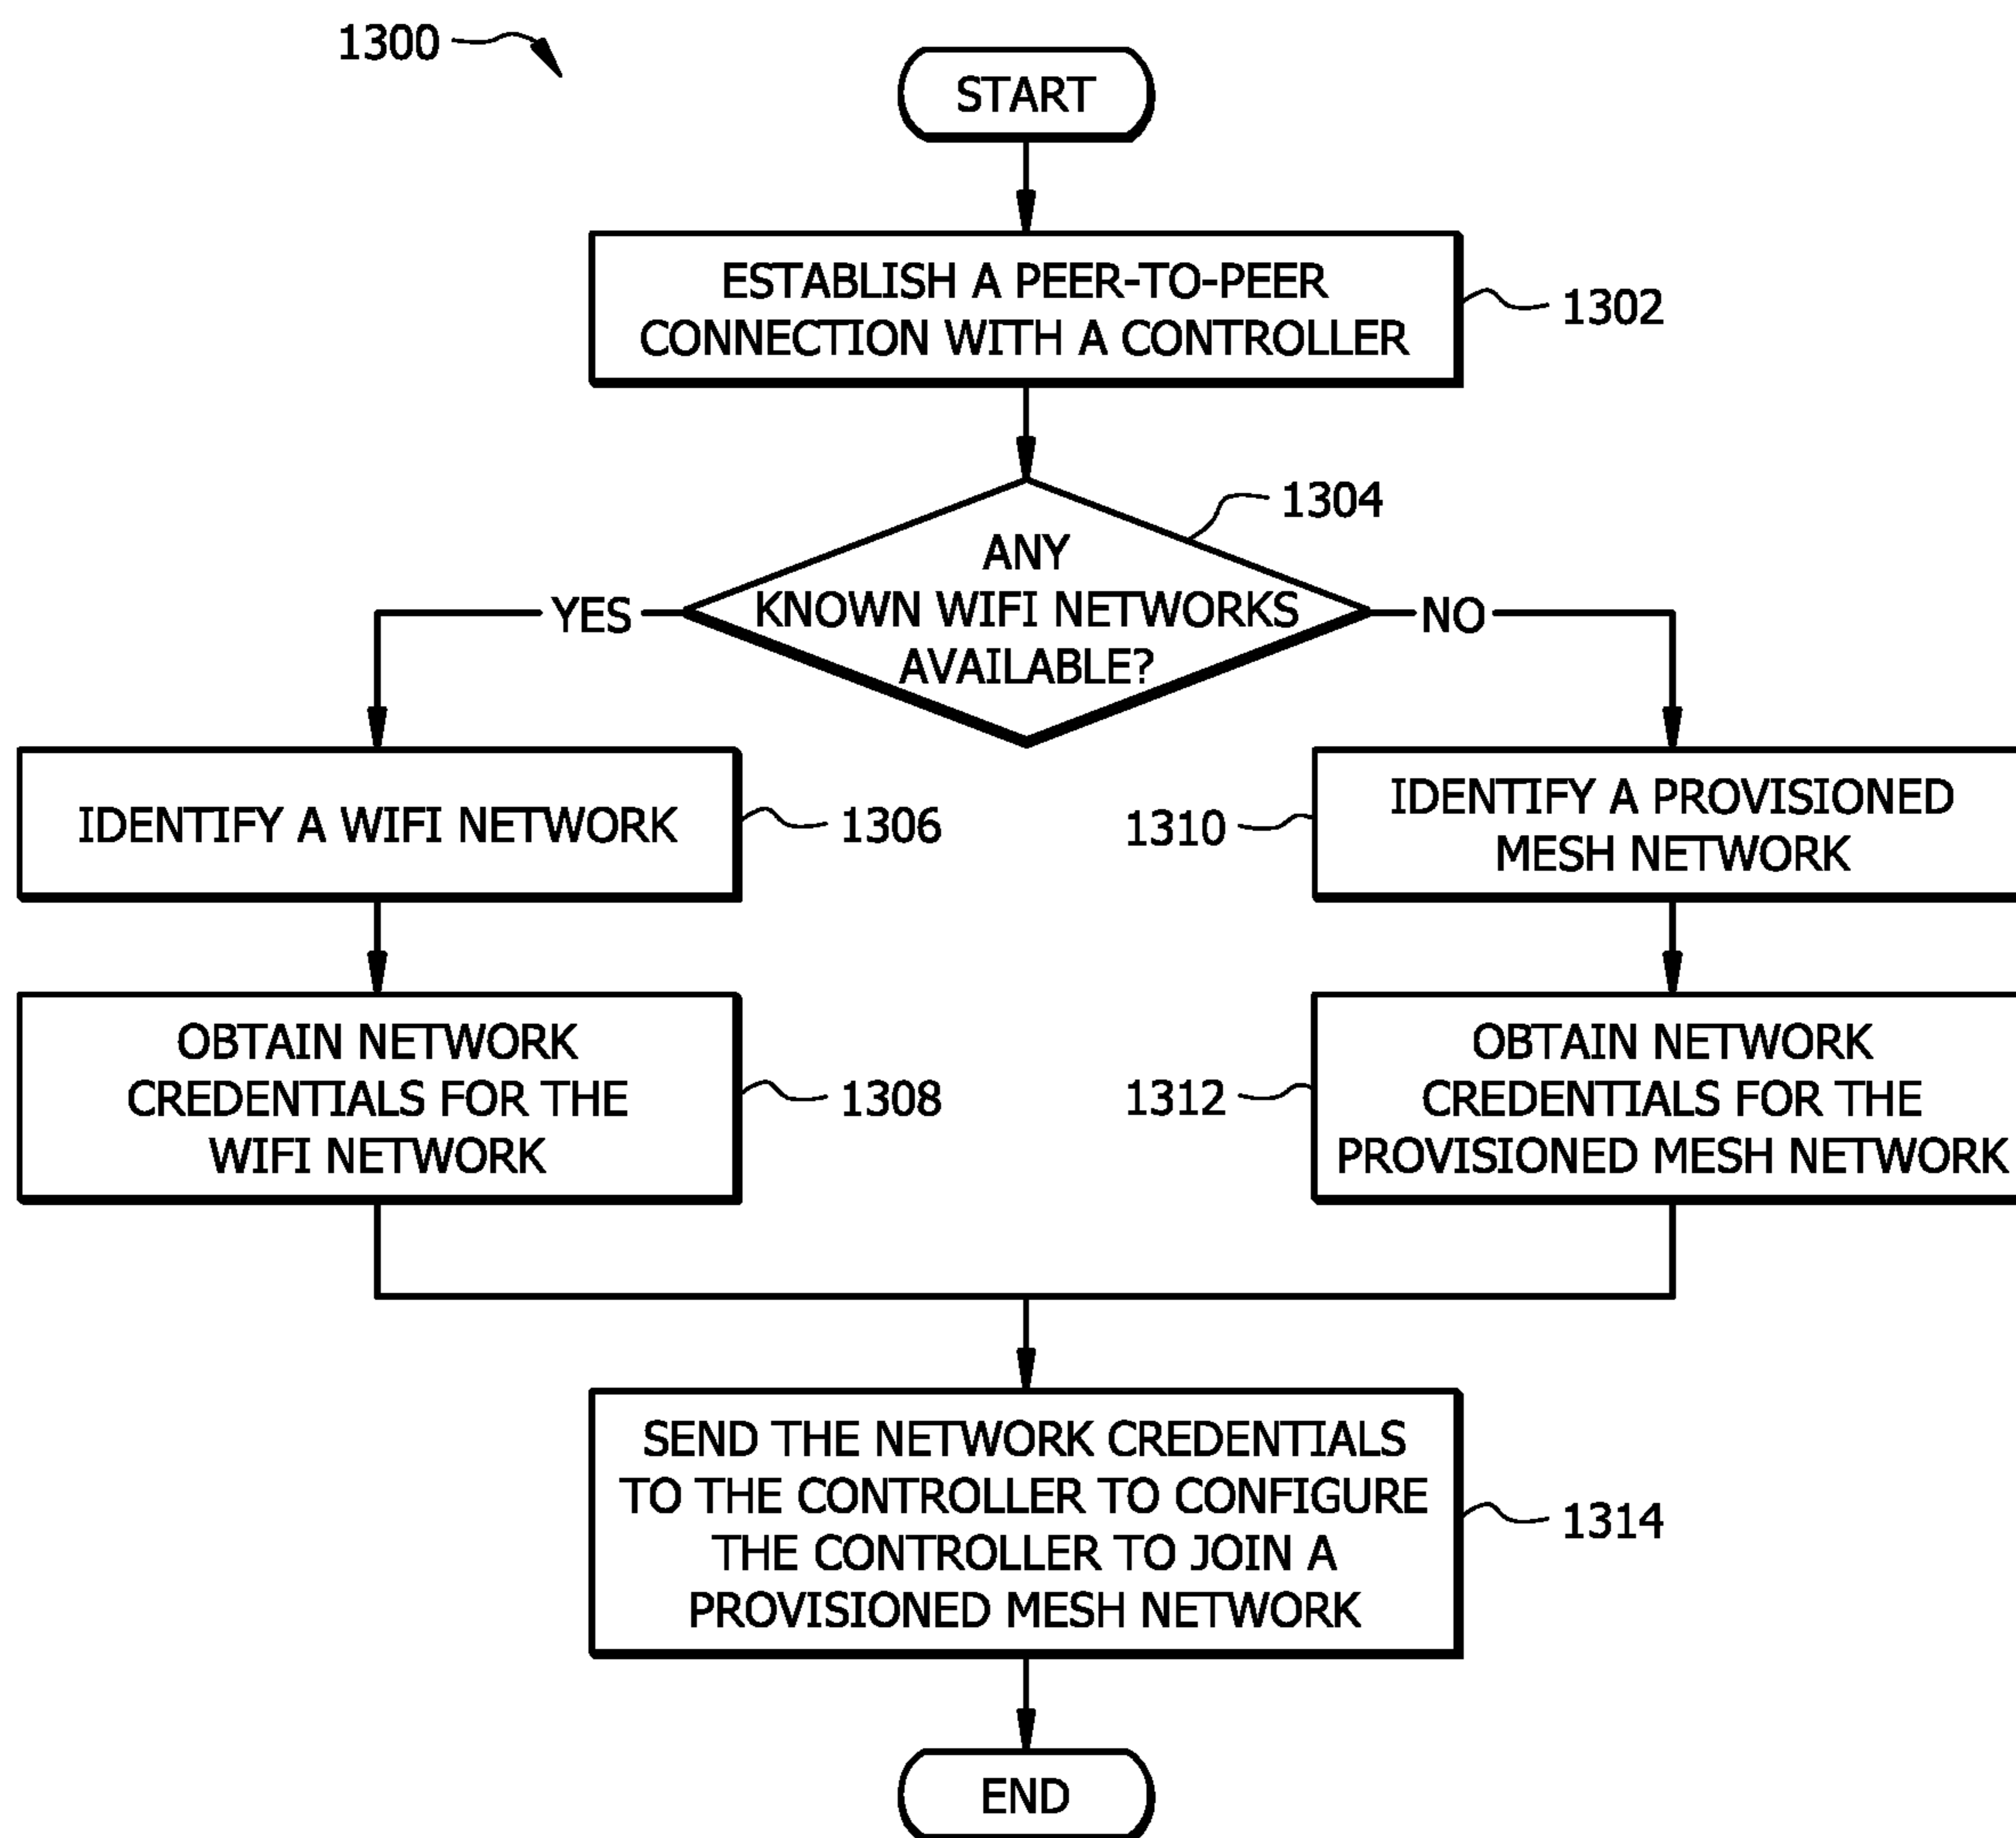 1300
START
ESTABLISH A PEER-TO-PEER
CONNECTION WITH A CONTROLLER
1302
1304
ANY
KNOWN WIFI NETWORKS
AVAILABLE?
YES
NO
IDENTIFY A WIFI NETWORK
1306
1310
IDENTIFY A PROVISIONED
MESH NETWORK
OBTAIN NETWORK
CREDENTIALS FOR THE
WIFI NETWORK
1308
1312
OBTAIN NETWORK
CREDENTIALS FOR THE
PROVISIONED MESH NETWORK
SEND THE NETWORK CREDENTIALS
TO THE CONTROLLER TO CONFIGURE
THE CONTROLLER TO JOIN A
PROVISIONED MESH NETWORK
1314
END